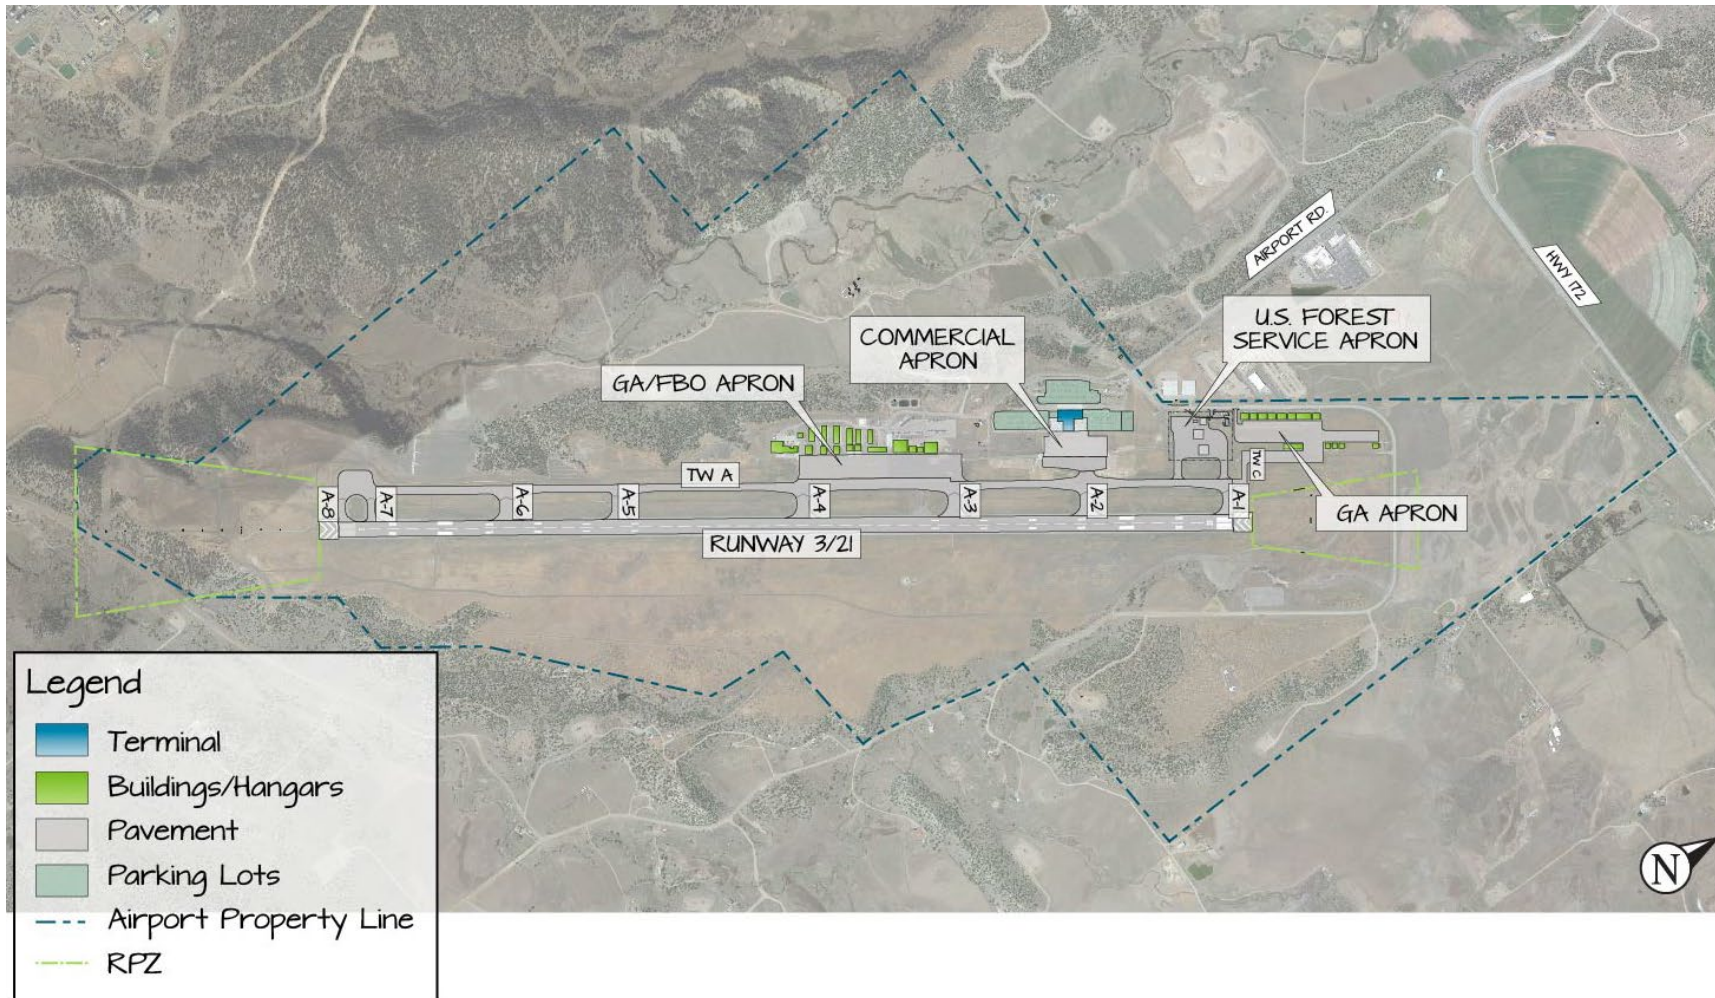 AIRPORT RD.
HWY 172
U.S. FOREST
SERVICE APRON
COMMERCIAL
APRON
GA/FBO APRON
TW A
TW C
A-8
A-7
A-6
A-5
A-4
A-3
A-2
A-1
GA APRON
RUNWAY 3/21
Legend
Terminal
Buildings/Hangars
Pavement
Parking Lots
Airport Property Line
RPZ
N